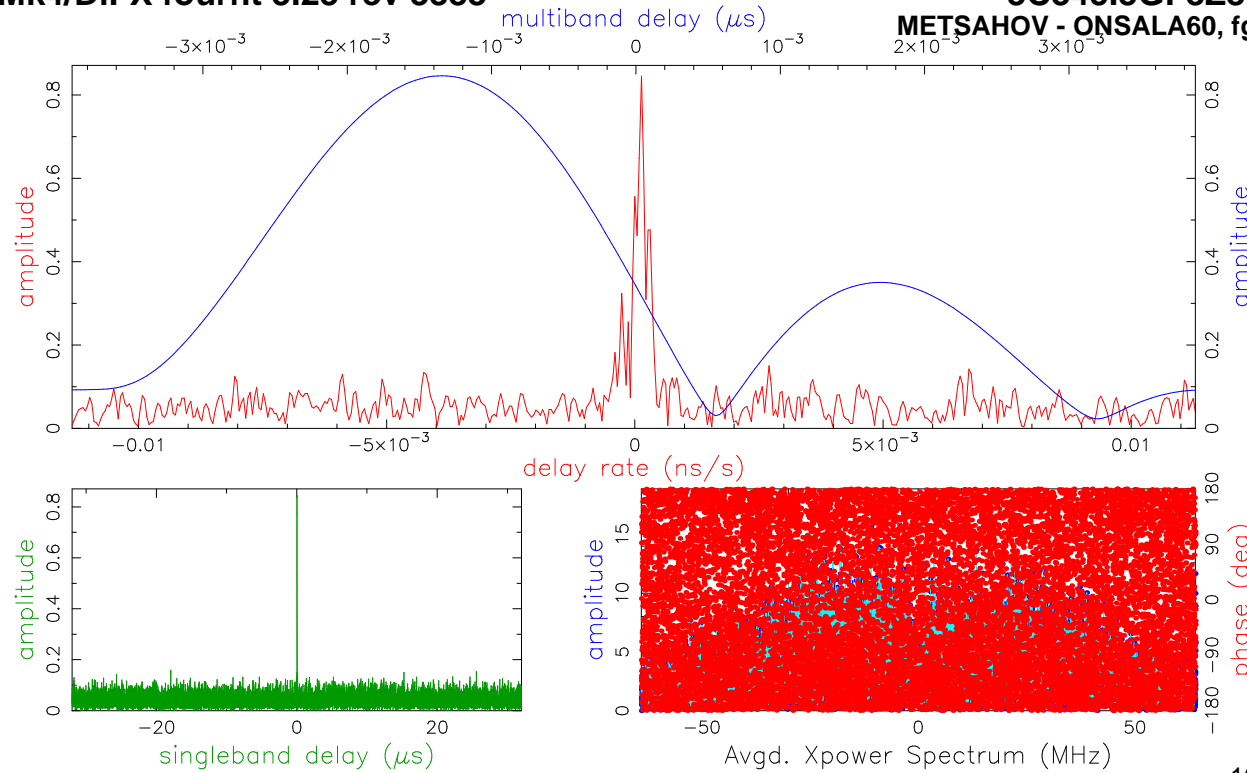 multiband delay (μs)
METSAHOV - ONSALA60, fg
−3×10⁻³ −2×10⁻³ −10⁻³ 0 10⁻³ 2×10⁻³ 3×10⁻³
amplitude
0 0.2 0.4 0.6 0.8
0 0.2 0.4 0.6 0.8
amplitude
−0.01 −5×10⁻³ 0 5×10⁻³ 0.01
delay rate (ns/s)
amplitude
0 0.2 0.4 0.6 0.8
−20 0 20
singleband delay (μs)
amplitude
0 5 10 15
−50 0 50
Avgd. Xpower Spectrum (MHz)
−180 −90 0 90 180
phase (deg)